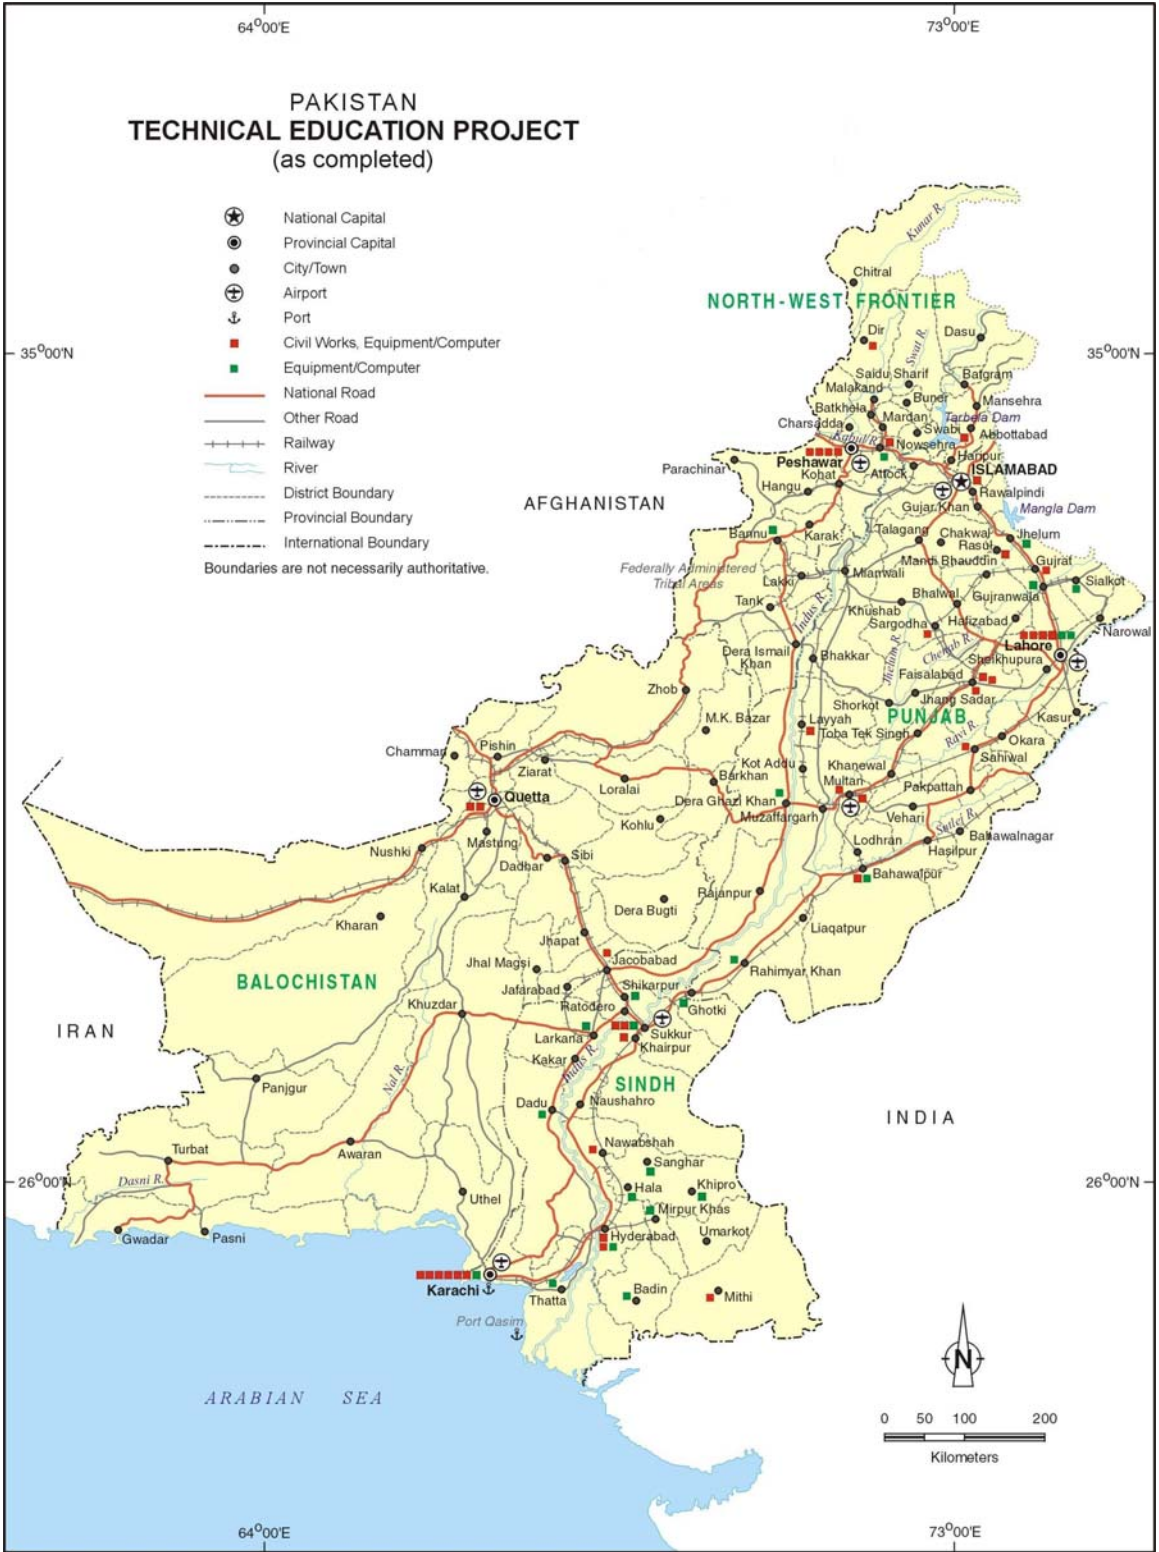 64°00'E
73°00'E
PAKISTAN
TECHNICAL EDUCATION PROJECT
(as completed)
National Capital
Provincial Capital
City/Town
Airport
Port
Civil Works, Equipment/Computer
Equipment/Computer
National Road
Other Road
Railway
River
District Boundary
Provincial Boundary
International Boundary
Boundaries are not necessarily authoritative.
35°00'N
35°00'N
Kunar R.
Chitral
NORTH-WEST FRONTIER
Dir
Swat R.
Dasu
Saidu Sharif
Batgram
Malakand
Buner
Mansehra
Batkhela
Mardan
Tarbela Dam
Charsadda
Swabi
Abbottabad
Kabul R.
Nowsehra
Haripur
Peshawar
Attock
ISLAMABAD
Parachinar
Kohat
Hangu
Rawalpindi
AFGHANISTAN
Gujar Khan
Mangla Dam
Bannu
Karak
Talagang
Chakwal
Jhelum
Rasul
Mandi Bhauddin
Gujrat
Federally Administered
Tribal Areas
Lakki
Mianwali
Sialkot
Tank
Indus R.
Khushab
Bhalwal
Gujranwala
Sargodha
Hafizabad
Narowal
Dera Ismail
Khan
Bhakkar
Jhelum R.
Chenab R.
Lahore
Sheikhupura
Faisalabad
Zhob
Shorkot
Jhang Sadar
M.K. Bazar
Layyah
PUNJAB
Kasur
Toba Tek Singh
Ravi R.
Okara
Chamman
Pishin
Ziarat
Sahiwal
Kot Addu
Khanewal
Barkhan
Multan
Loralai
Pakpattan
Quetta
Dera Ghazi Khan
Muzaffargarh
Vehari
Kohlu
Sutlej R.
Mastung
Bahawalnagar
Nushki
Lodhran
Hasilpur
Dadhar
Sibi
Bahawalpur
Kalat
Rajanpur
Dera Bugti
Kharan
Liaqatpur
Jhapat
Jhal Magsi
Jacobabad
Rahimyar Khan
BALOCHISTAN
Jafarabad
Shikarpur
Khuzdar
Ratodero
Ghotki
IRAN
Larkana
Sukkur
Khairpur
Kakar
Indus R.
Nal R.
SINDH
Panjgur
Dadu
Naushahro
INDIA
Turbat
Awaran
Nawabshah
Sanghar
26°00'N
26°00'N
Dasni R.
Uthel
Hala
Khipro
Mirpur Khas
Gwadar
Pasni
Hyderabad
Umarkot
Karachi
Thatta
Badin
Mithi
Port Qasim
ARABIAN SEA
N
0 50 100 200
Kilometers
64°00'E
73°00'E